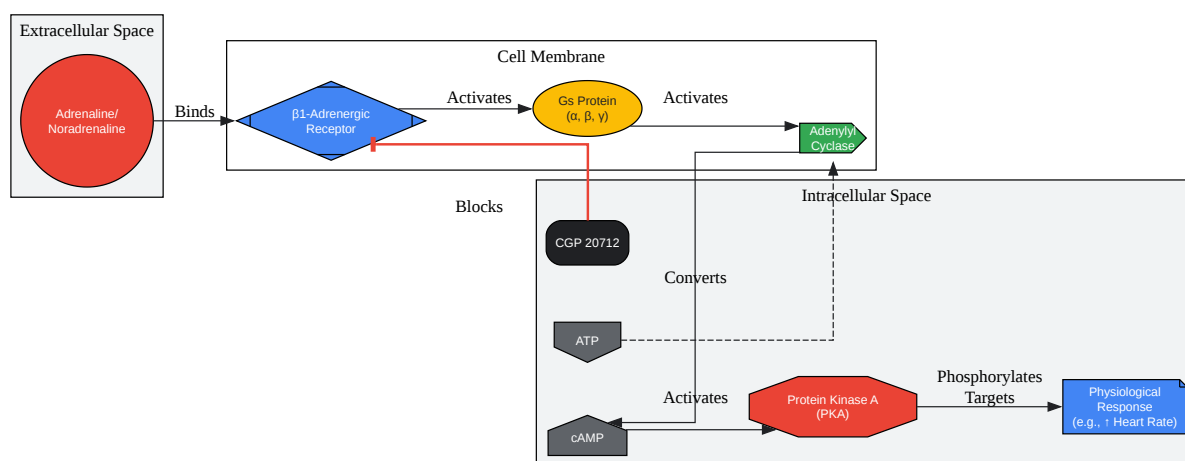 Extracellular Space
Adrenaline/
Noradrenaline
Binds
Cell Membrane
β1-Adrenergic
Receptor
Activates
Gs Protein
(α, β, γ)
Activates
Adenylyl
Cyclase
Blocks
Intracellular Space
CGP 20712
Converts
ATP
cAMP
Activates
Protein Kinase A
(PKA)
Phosphorylates
Targets
Physiological
Response
(e.g., ↑ Heart Rate)